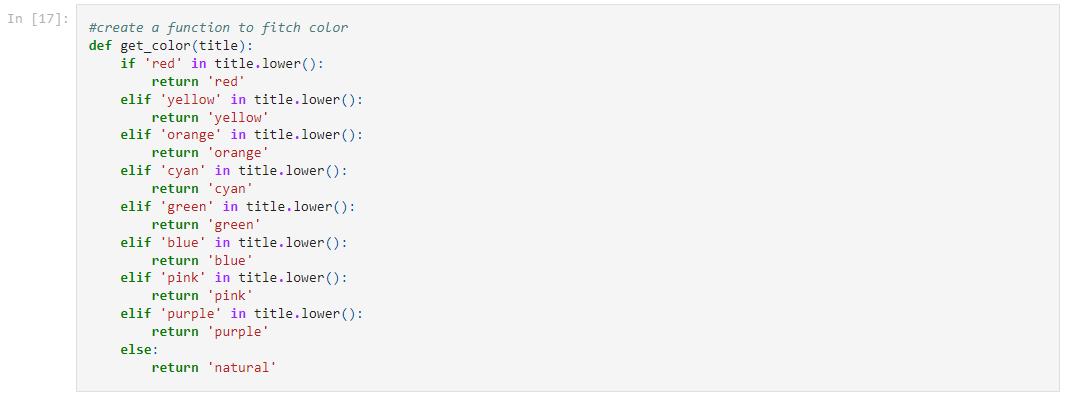 In [17]:
#create a function to fitch color
def get_color(title):
    if 'red' in title.lower():
        return 'red'
    elif 'yellow' in title.lower():
        return 'yellow'
    elif 'orange' in title.lower():
        return 'orange'
    elif 'cyan' in title.lower():
        return 'cyan'
    elif 'green' in title.lower():
        return 'green'
    elif 'blue' in title.lower():
        return 'blue'
    elif 'pink' in title.lower():
        return 'pink'
    elif 'purple' in title.lower():
        return 'purple'
    else:
        return 'natural'